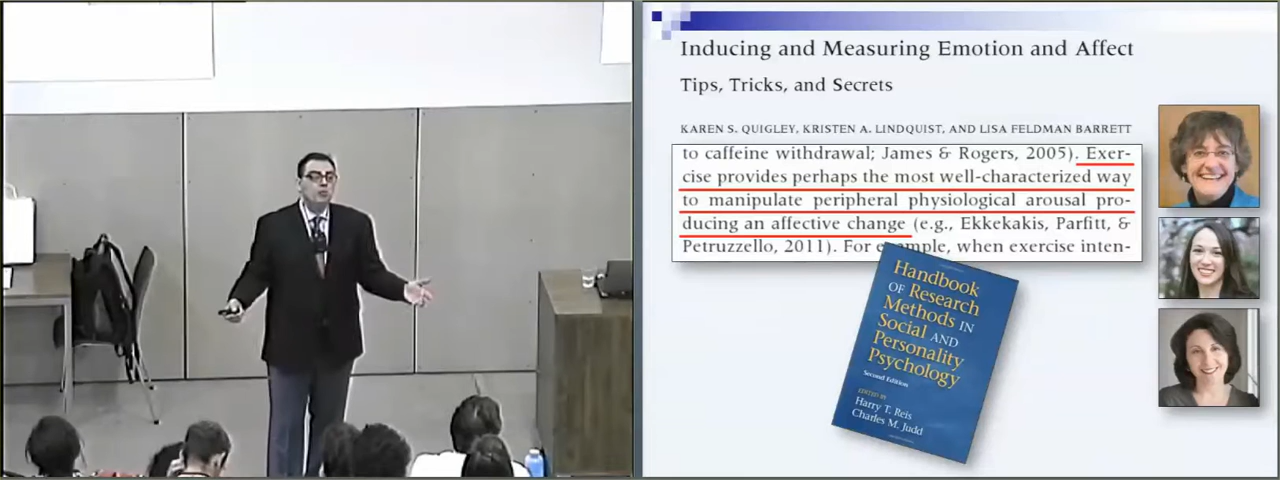 Inducing and Measuring Emotion and Affect
Tips, Tricks, and Secrets
KAREN S. QUIGLEY, KRISTEN A. LINDQUIST, AND LISA FELDMAN BARRETT
to caffeine withdrawal; James & Rogers, 2005). Exer-
cise provides perhaps the most well-characterized way
to manipulate peripheral physiological arousal pro-
ducing an affective change (e.g., Ekkekakis, Parfitt, &
Petruzzello, 2011). For example, when exercise inten-
Handbook
OF Research
Methods IN
Social AND
Personality
Psychology
Second Edition
EDITED BY
Harry T. Reis
Charles M. Judd